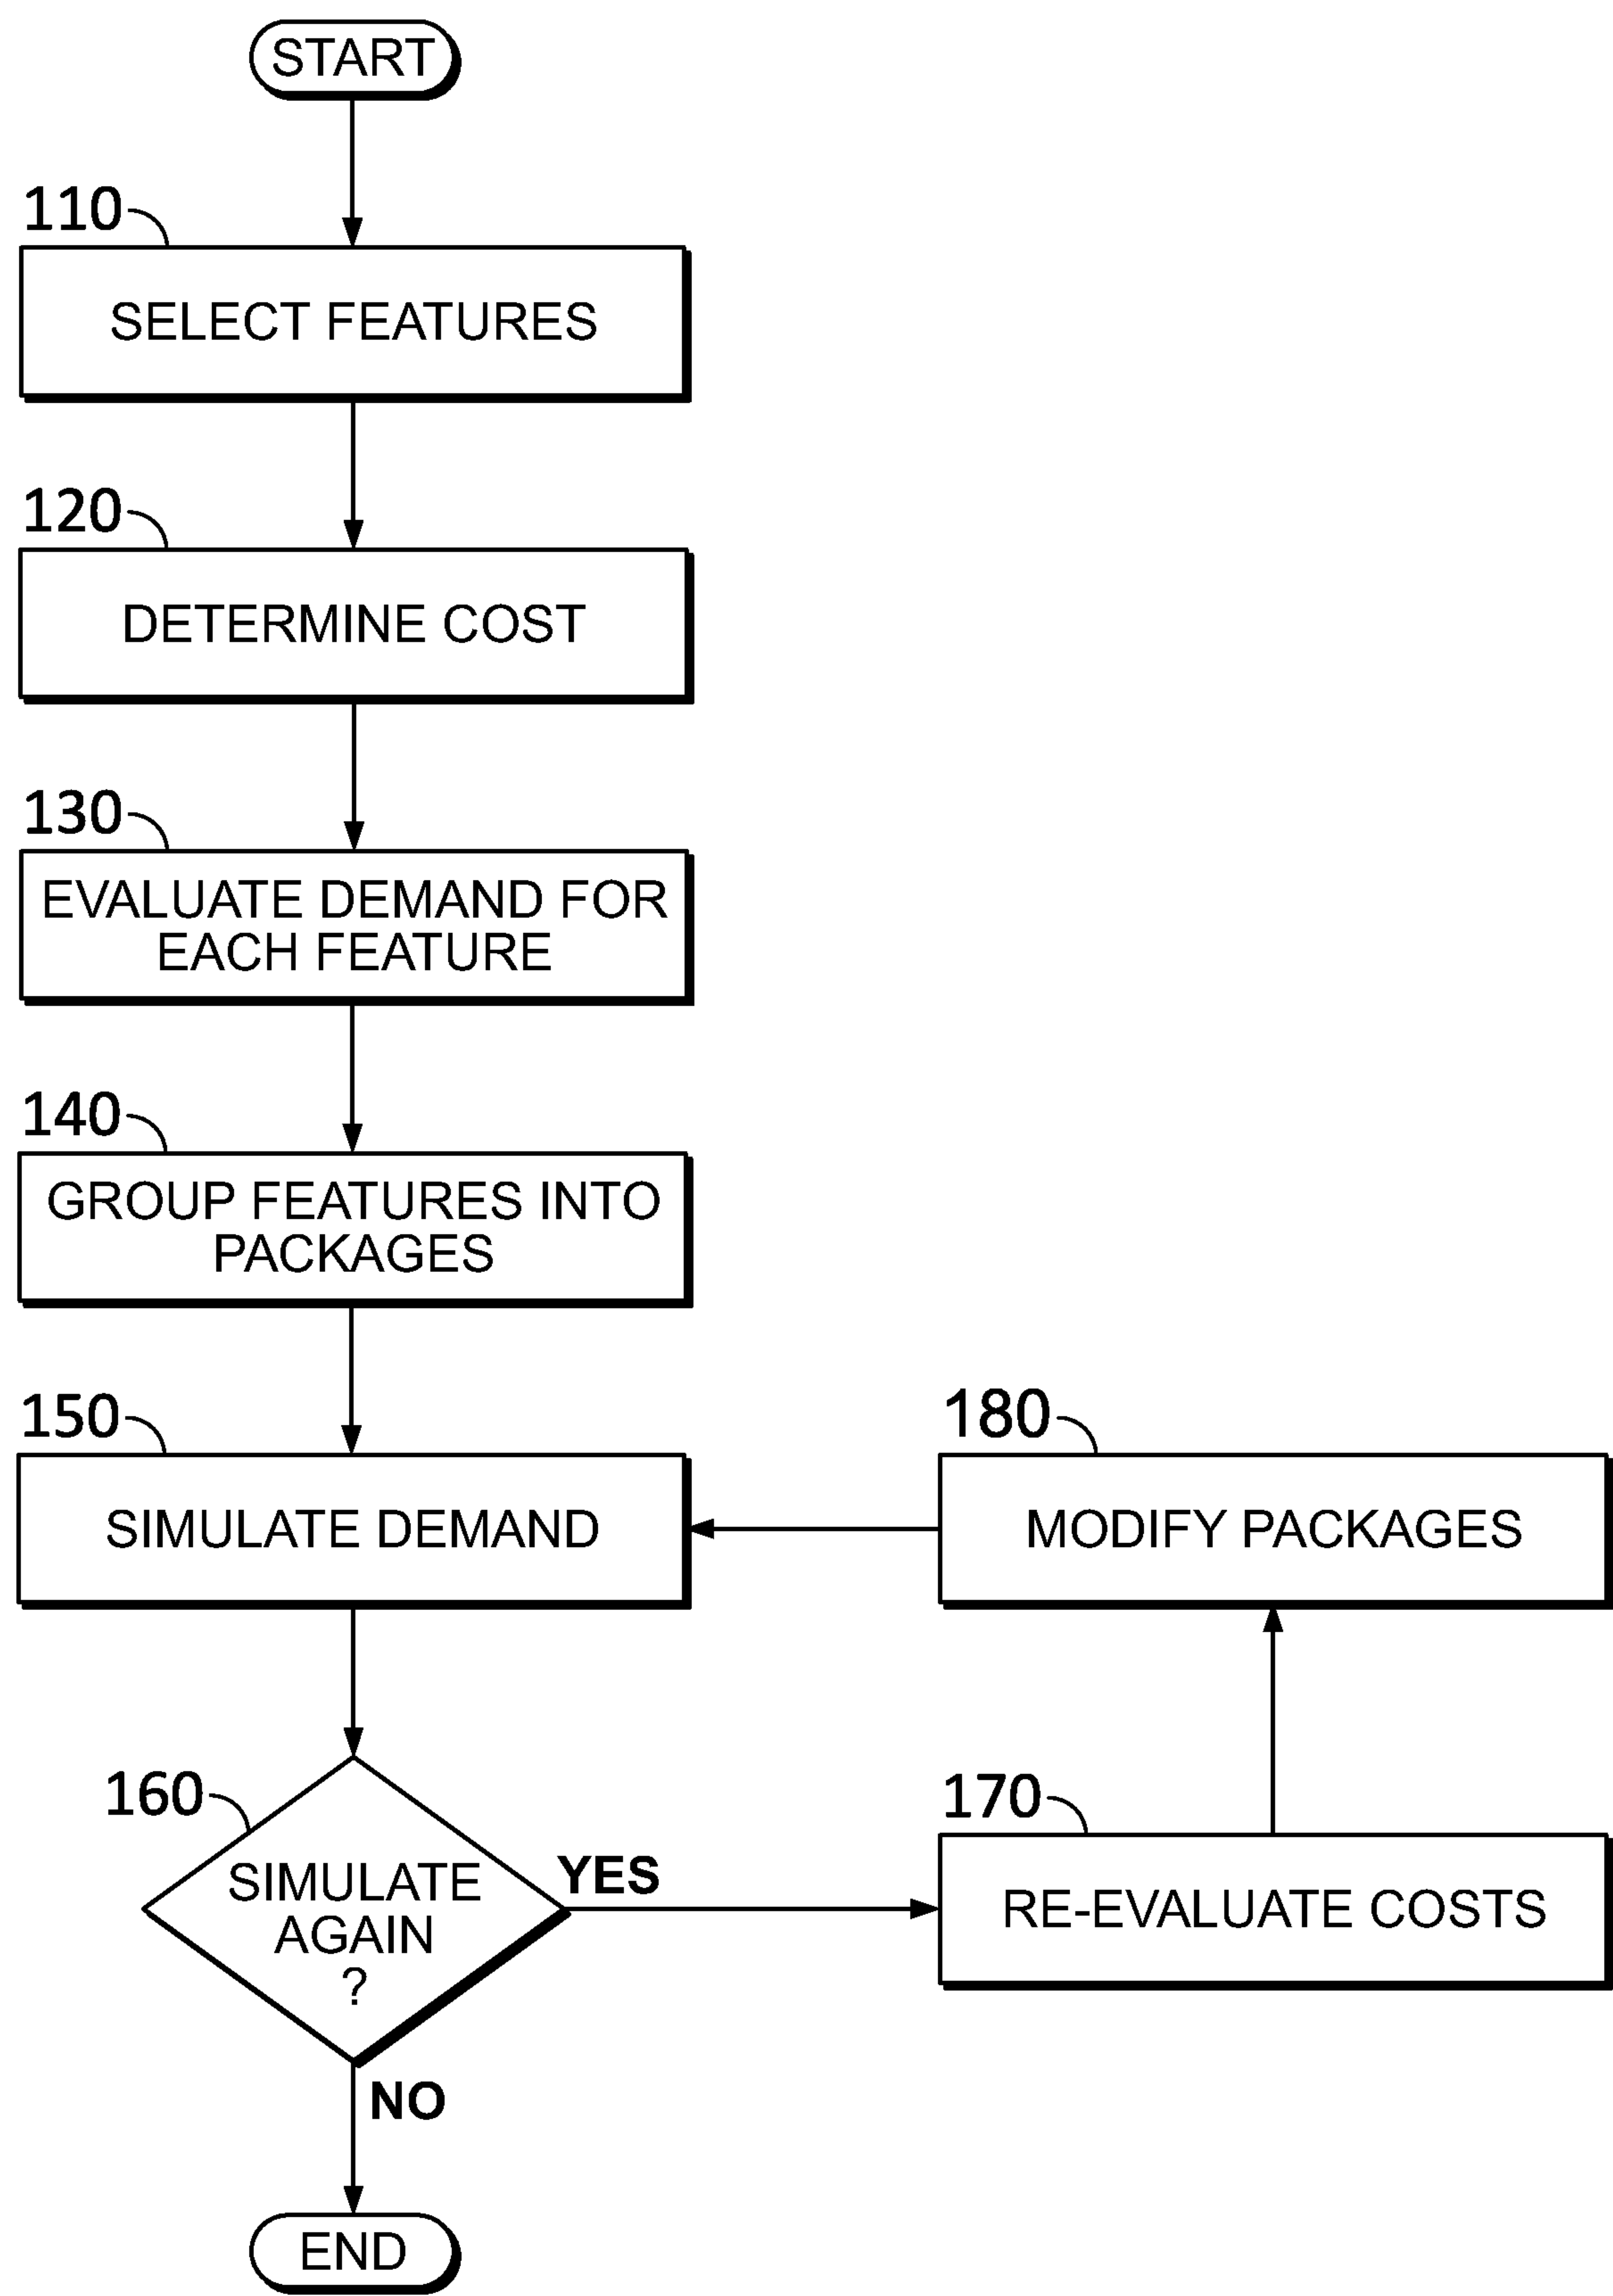 START
110
SELECT FEATURES
120
DETERMINE COST
130
EVALUATE DEMAND FOR
EACH FEATURE
140
GROUP FEATURES INTO
PACKAGES
150
SIMULATE DEMAND
180
MODIFY PACKAGES
160
SIMULATE
AGAIN
?
YES
170
RE-EVALUATE COSTS
NO
END